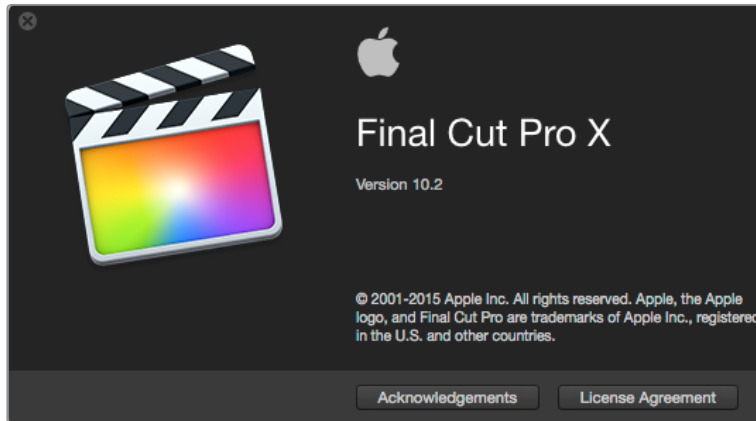 Final Cut Pro X
Version 10.2
© 2001-2015 Apple Inc. All rights reserved. Apple, the Apple
logo, and Final Cut Pro are trademarks of Apple Inc., registered
in the U.S. and other countries.
Acknowledgements
License Agreement